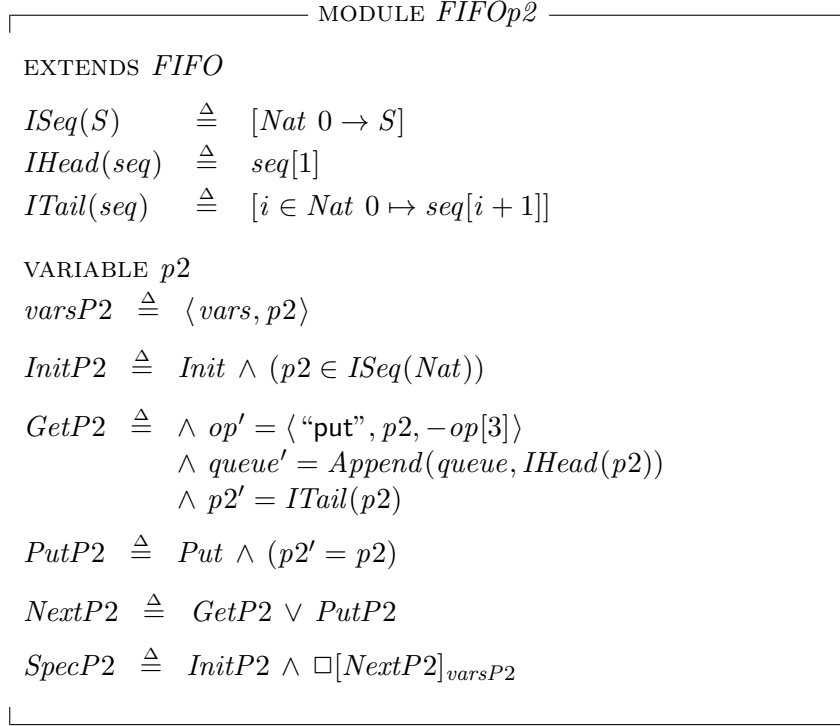 MODULE FIFOp2
EXTENDS FIFO
ISeq(S) ≜ [Nat 0 → S]
IHead(seq) ≜ seq[1]
ITail(seq) ≜ [i ∈ Nat 0 ↦ seq[i + 1]]
VARIABLE p2
varsP2 ≜ ⟨vars, p2⟩
InitP2 ≜ Init ∧ (p2 ∈ ISeq(Nat))
GetP2 ≜ ∧ op′ = ⟨“put”, p2, −op[3]⟩
∧ queue′ = Append(queue, IHead(p2))
∧ p2′ = ITail(p2)
PutP2 ≜ Put ∧ (p2′ = p2)
NextP2 ≜ GetP2 ∨ PutP2
SpecP2 ≜ InitP2 ∧ □[NextP2]_varsP2